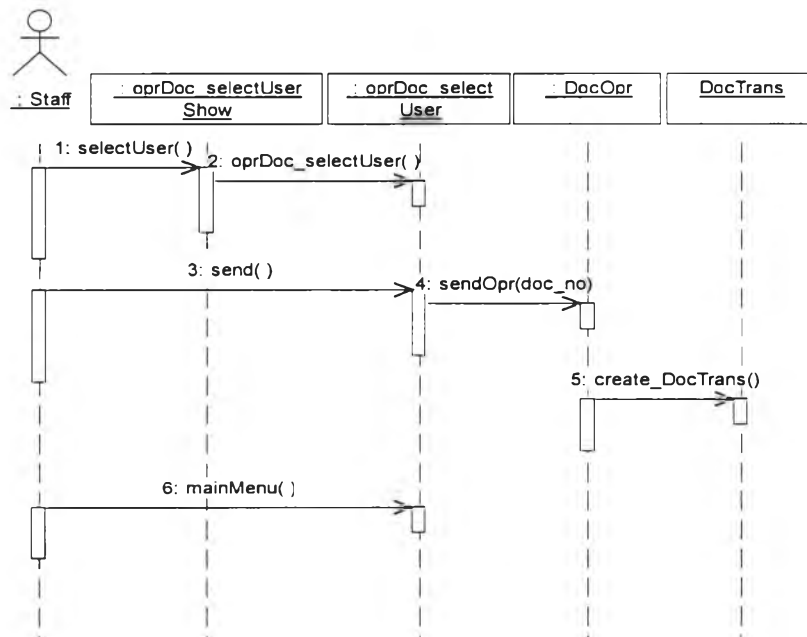 : Staff
: oprDoc_selectUser
Show
: oprDoc_select
User
: DocOpr
DocTrans
1: selectUser( )
2: oprDoc_selectUser( )
3: send( )
4: sendOpr(doc_no)
5: create_DocTrans()
6: mainMenu( )